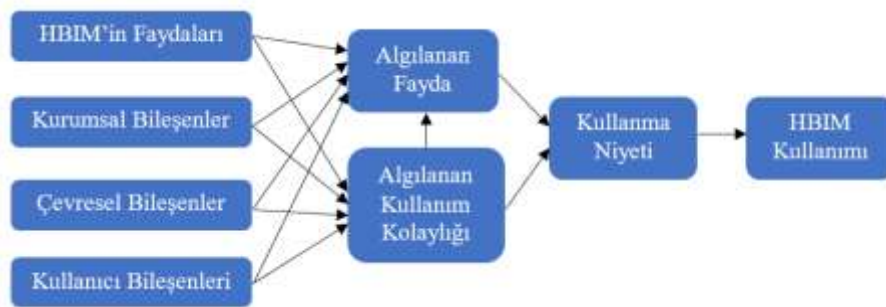 HBIM'in Faydaları
Kurumsal Bileşenler
Çevresel Bileşenler
Kullanıcı Bileşenleri
Algılanan
Fayda
Algılanan
Kullanım
Kolaylığı
Kullanma
Niyeti
HBIM
Kullanımı